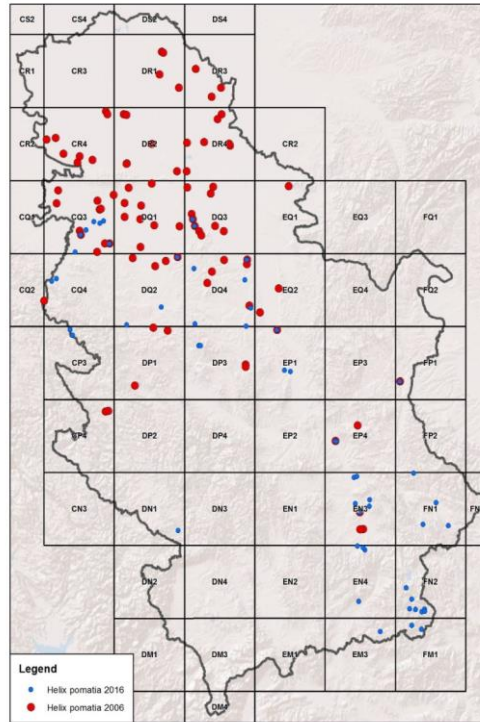 CS2 CS4 DS2 DS4
CR1 CR3 DR1 DR3
CR2 CR4 DR2 DR4 CR2
CQ1 CQ3 DQ1 DQ3 EQ1 EQ3 FQ1
CQ2 CQ4 DQ2 DQ4 EQ2 EQ4 FQ2
CP3 DP1 DP3 EP1 EP3 FP1
CP4 DP2 DP4 EP2 EP4 FP2
CN3 DN1 DN3 EN1 EN3 FN1
DN2 DN4 EN2 EN4 FN2
DM1 DM3 EM1 EM3 FM1
DM4
Legend
Helix pomatia 2016
Helix pomatia 2006